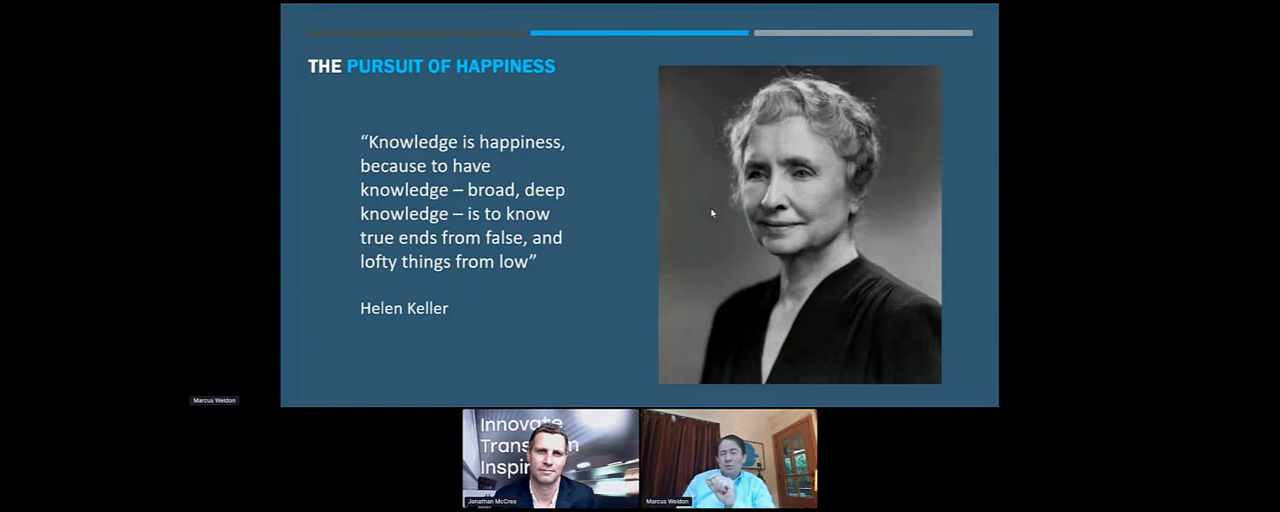 THE PURSUIT OF HAPPINESS
“Knowledge is happiness,
because to have
knowledge – broad, deep
knowledge – is to know
true ends from false, and
lofty things from low”
Helen Keller
Marcus Weldon
Innovate
Jonathan McCrea
Marcus Weldon